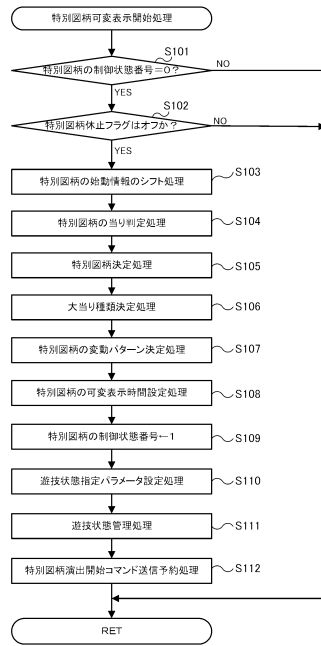 特別図柄可変表示開始処理
S101
特別図柄の制御状態番号=0?
NO
YES
S102
特別図柄休止フラグはオフか?
NO
YES
特別図柄の始動情報のシフト処理
S103
特別図柄の当り判定処理
S104
特別図柄決定処理
S105
大当り種類決定処理
S106
特別図柄の変動パターン決定処理
S107
特別図柄の可変表示時間設定処理
S108
特別図柄の制御状態番号←1
S109
遊技状態指定パラメータ設定処理
S110
遊技状態管理処理
S111
特別図柄演出開始コマンド送信予約処理
S112
RET